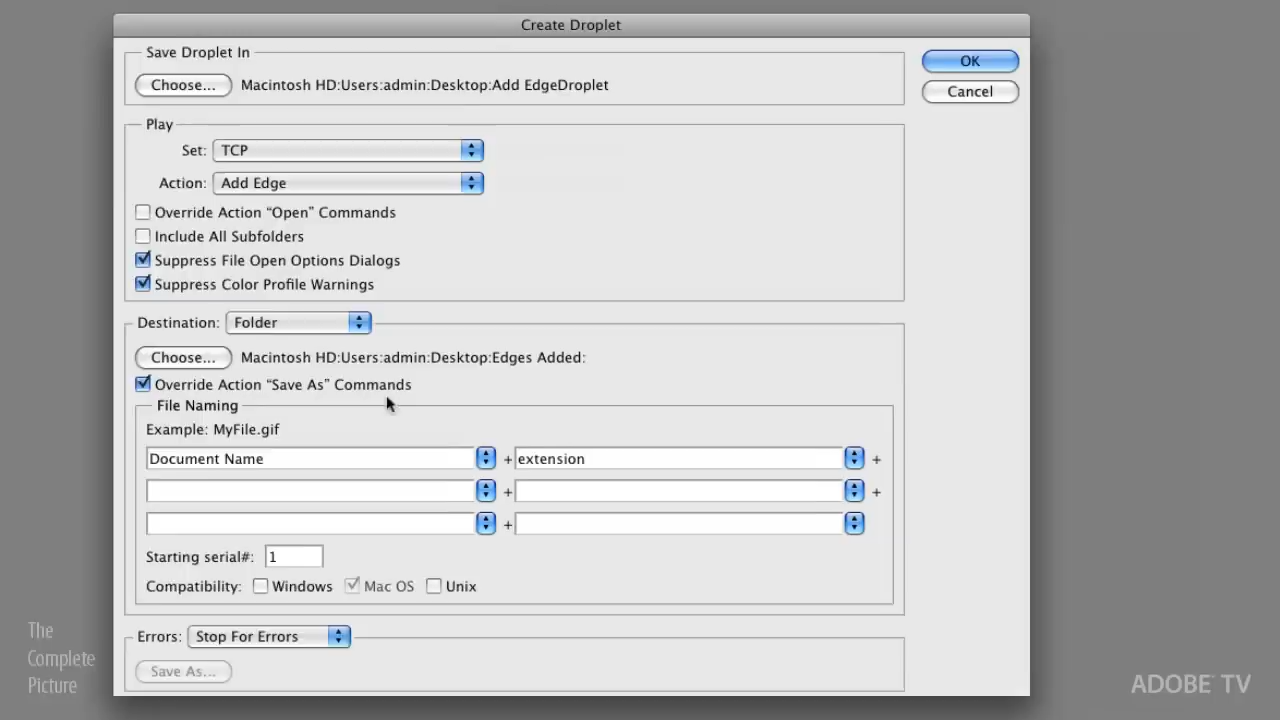 Create Droplet
Save Droplet In
OK
Choose... Macintosh HD:Users:admin:Desktop:Add EdgeDroplet
Cancel
Play
Set: TCP
Action: Add Edge
Override Action “Open” Commands
Include All Subfolders
Suppress File Open Options Dialogs
Suppress Color Profile Warnings
Destination: Folder
Choose... Macintosh HD:Users:admin:Desktop:Edges Added:
Override Action “Save As” Commands
File Naming
Example: MyFile.gif
Document Name + extension +
+ +
+
Starting serial#: 1
Compatibility: Windows Mac OS Unix
Errors: Stop For Errors
Save As...
The
Complete
Picture
ADOBE TV